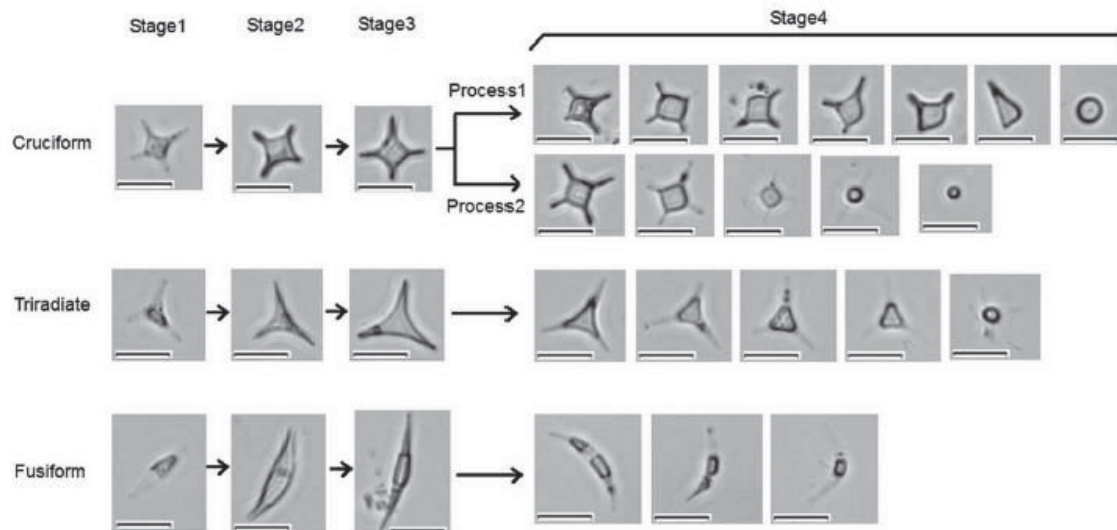 Stage1 Stage2 Stage3 Stage4
Process1
Cruciform
Process2
Triradiate
Fusiform